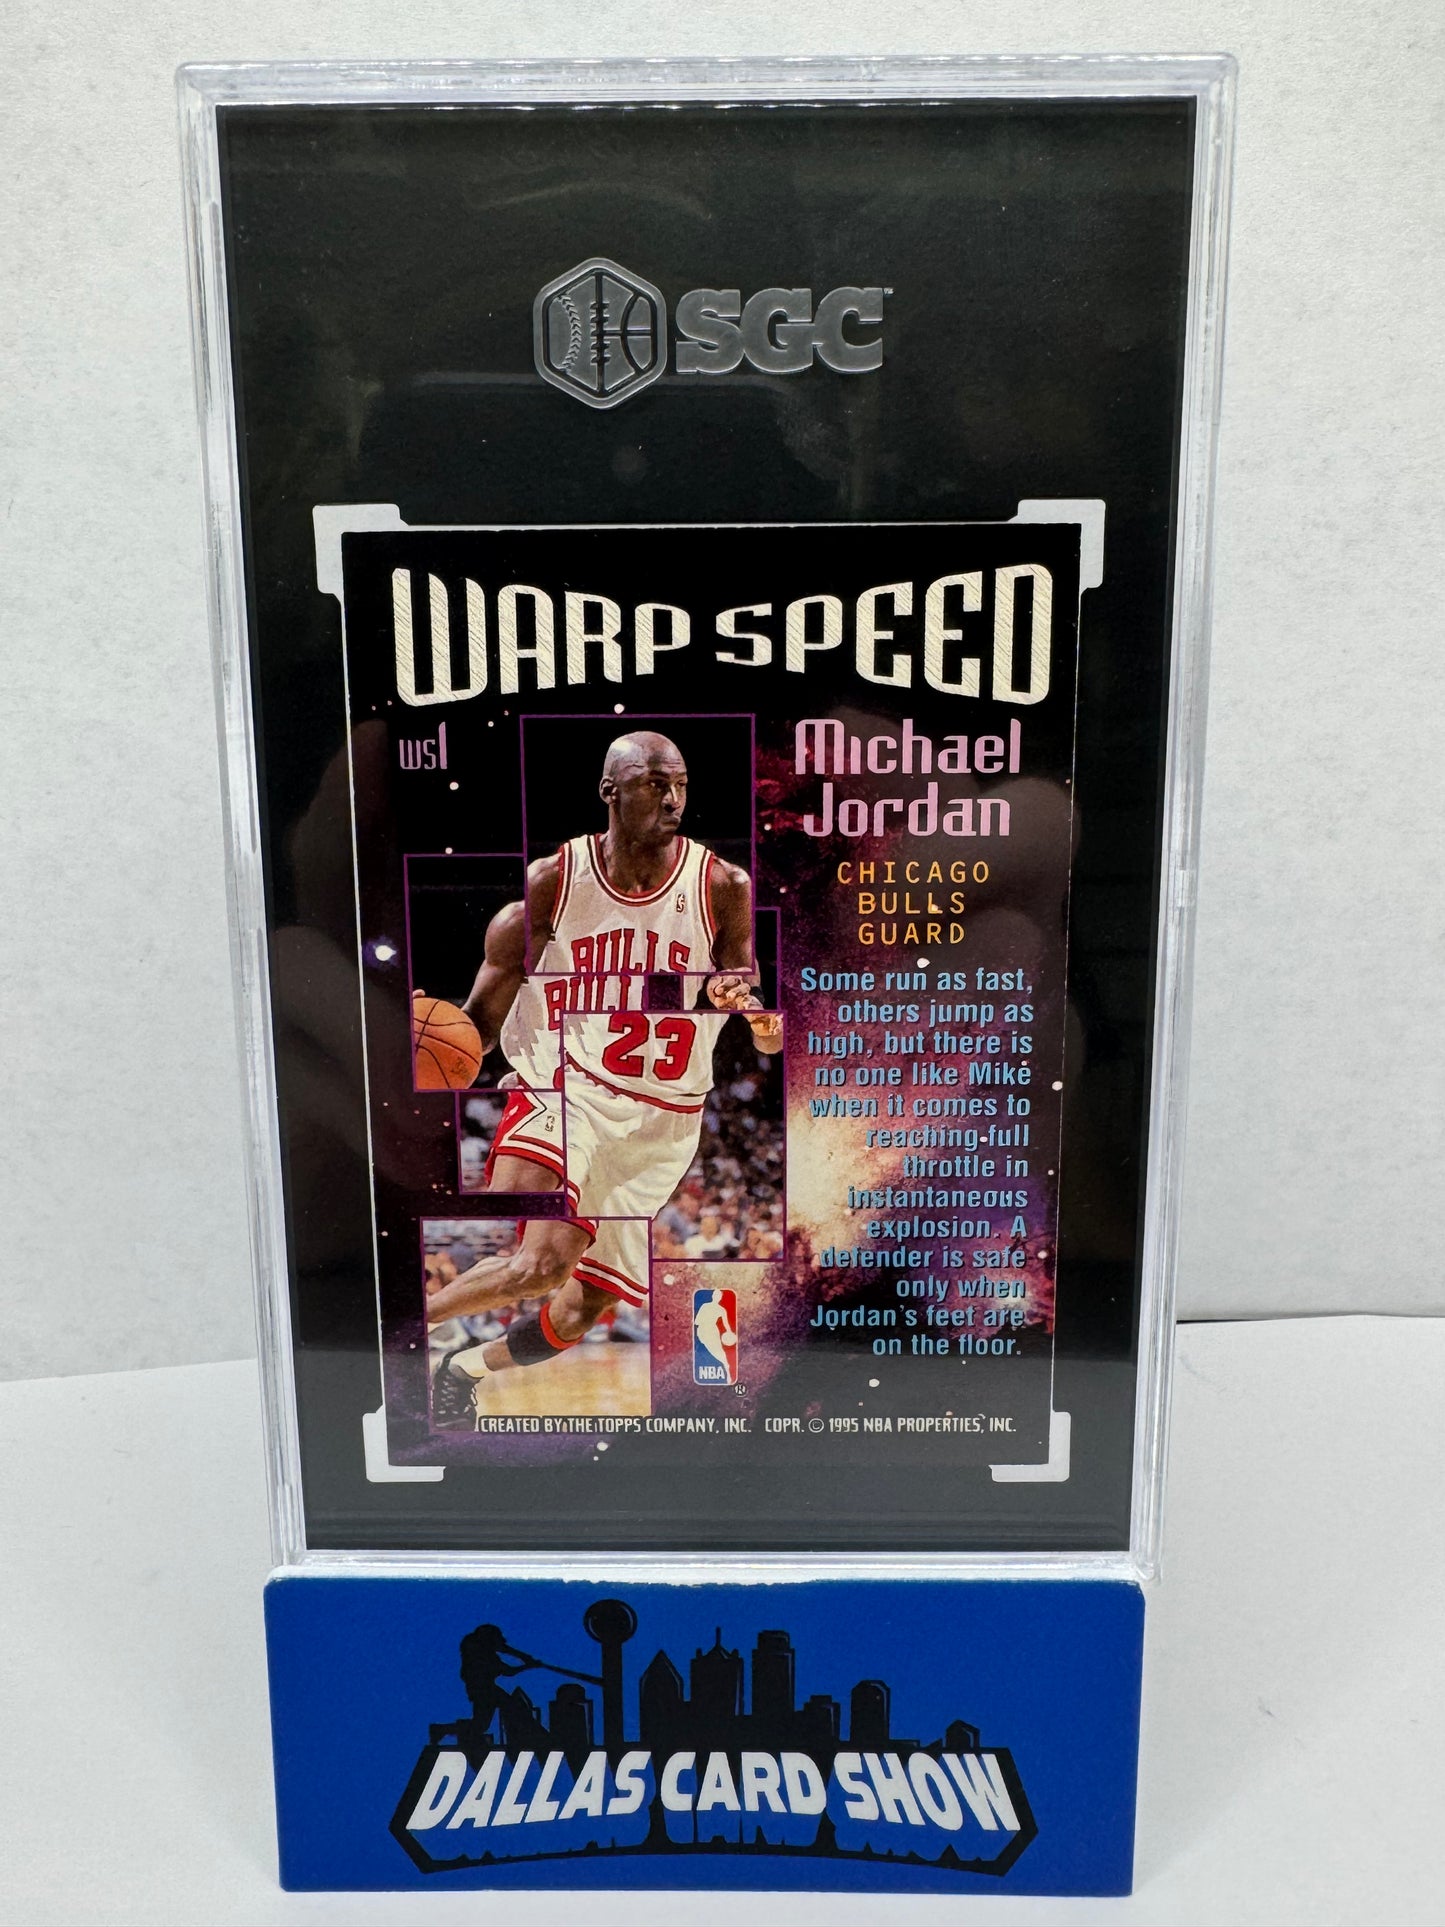 SGC™
WARP SPEED
WS1
Michael
Jordan
CHICAGO
BULLS
GUARD
BULLS
BULL
23
Some run as fast,
others jump as
high, but there is
no one like Mike
when it comes to
reaching full
throttle in
instantaneous
explosion. A
defender is safe
only when
Jordan's feet are
on the floor.
NBA
®
CREATED BY THE TOPPS COMPANY, INC. COPR. © 1995 NBA PROPERTIES, INC.
DALLAS CARD SHOW